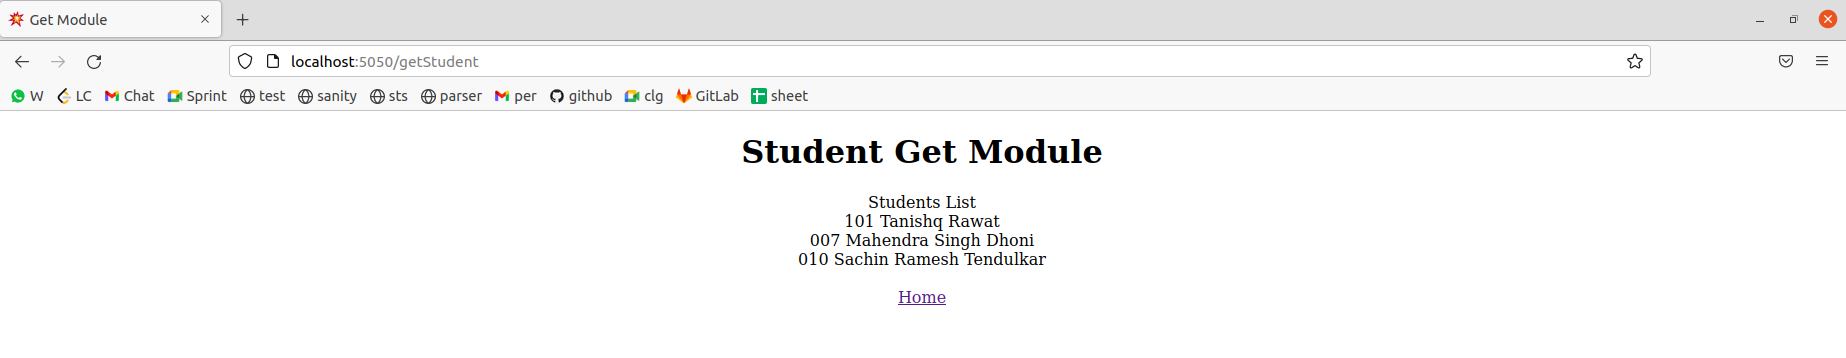 Get Module
localhost:5050/getStudent
W LC Chat Sprint test sanity sts parser per github clg GitLab sheet
Student Get Module
Students List
101 Tanishq Rawat
007 Mahendra Singh Dhoni
010 Sachin Ramesh Tendulkar
Home